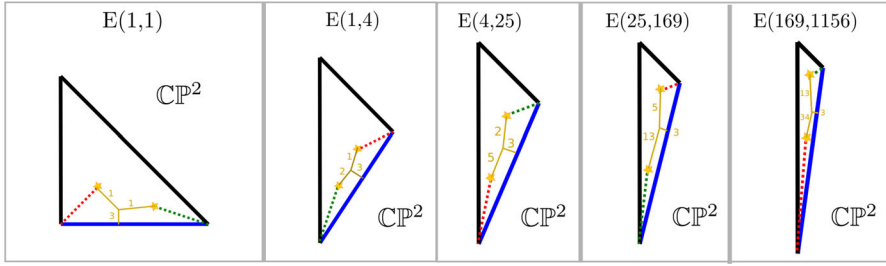 E(1,1)
E(1,4)
E(4,25)
E(25,169)
E(169,1156)
ℂℙ²
1
1
3
1
2
3
ℂℙ²
2
5
3
ℂℙ²
5
13
3
ℂℙ²
13
34
3
ℂℙ²